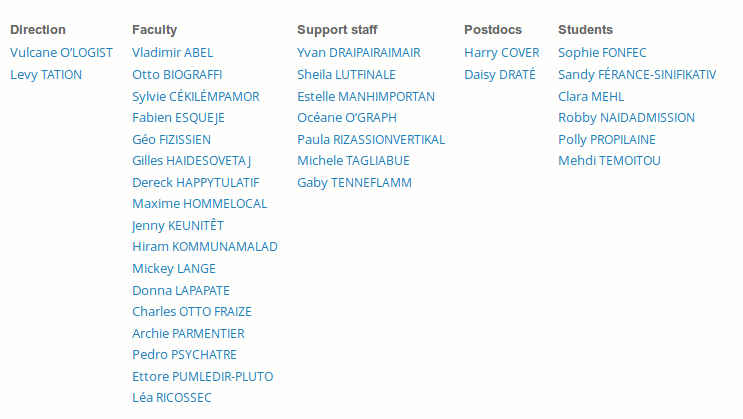 Direction
Vulcane O'LOGIST
Levy TATION
Faculty
Vladimir ABEL
Otto BIOGRAFFI
Sylvie CÉKILÉMPAMOR
Fabien ESQUEJE
Géo FIZISSIEN
Gilles HAIDESOVETAJ
Dereck HAPPYTULATIF
Maxime HOMMELOCAL
Jenny KEUNITÊT
Hiram KOMMUNAMALAD
Mickey LANGE
Donna LAPAPATE
Charles OTTO FRAIZE
Archie PARMENTIER
Pedro PSYCHATRE
Ettore PUMLEDIR-PLUTO
Léa RICOSSEC
Support staff
Yvan DRAIPAIRAIMAIR
Sheila LUTFINALE
Estelle MANHIMPORTAN
Océane O'GRAPH
Paula RIZASSIONVERTIKAL
Michele TAGLIABUE
Gaby TENNEFLAMM
Postdocs
Harry COVER
Daisy DRATÉ
Students
Sophie FONFEC
Sandy FÉRANCE-SINIFIKATIV
Clara MEHL
Robby NAIDADMISSION
Polly PROPILAINE
Mehdi TEMOITOU